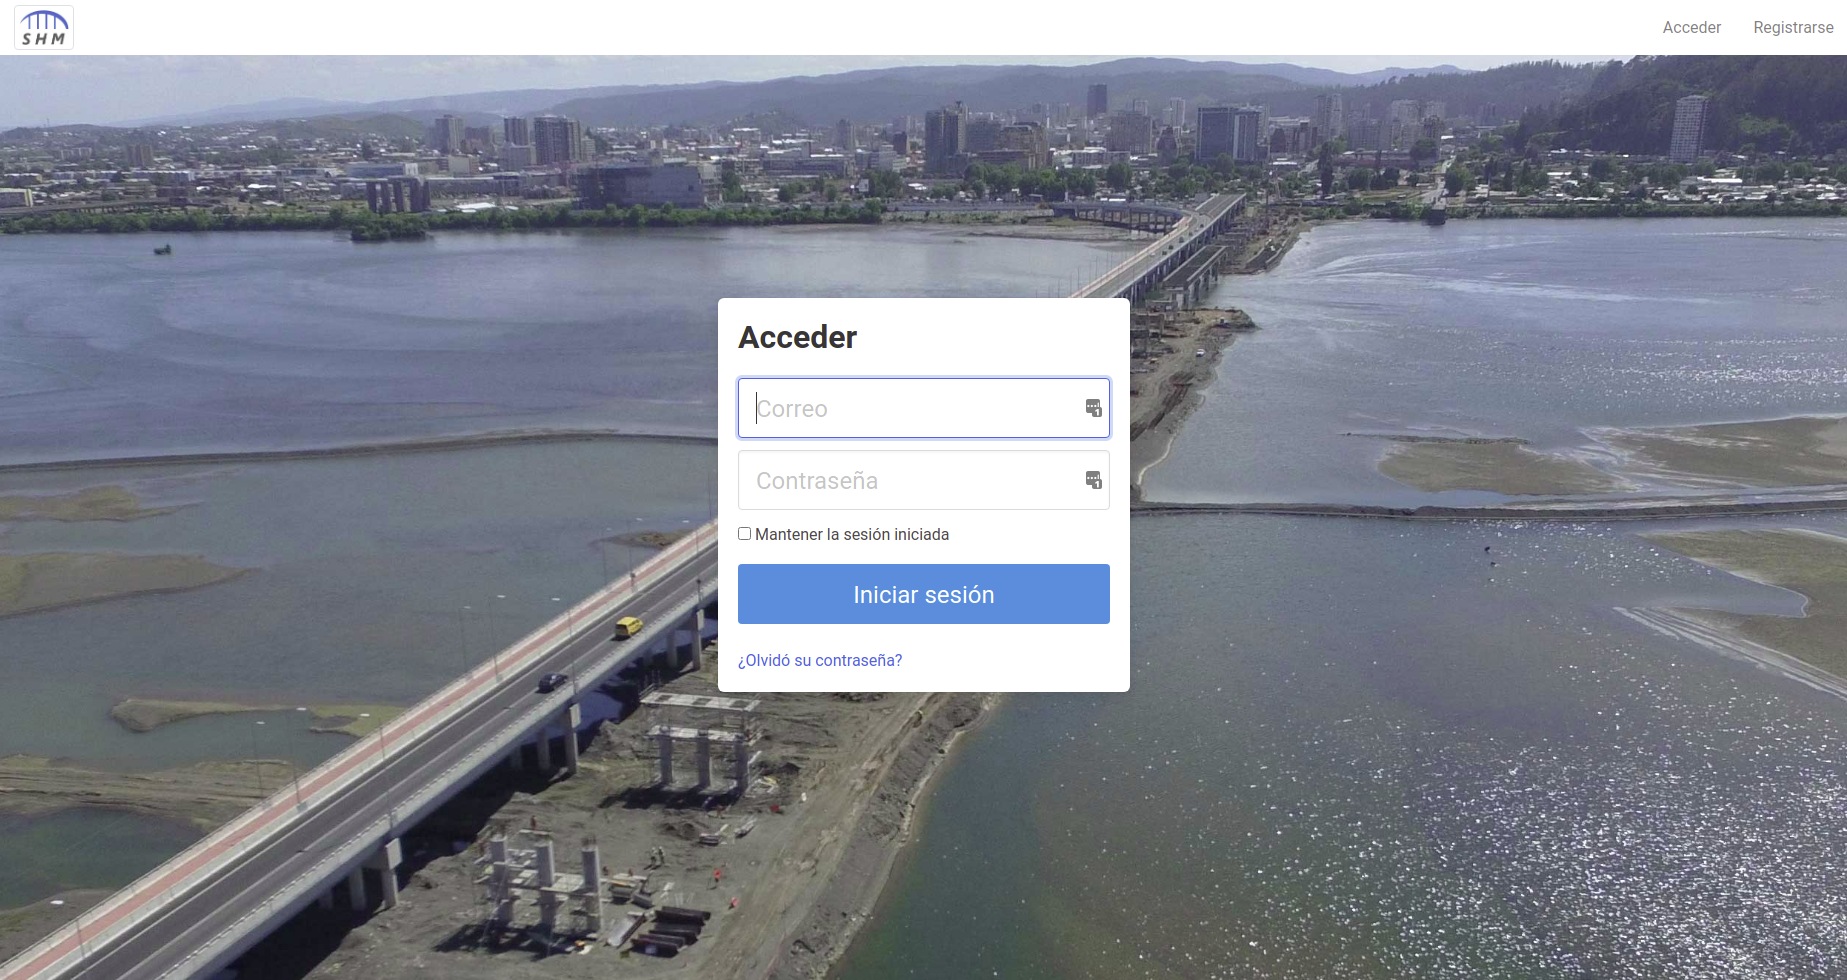 SHM
Acceder
Registrarse
Acceder
Correo
Contraseña
Mantener la sesión iniciada
Iniciar sesión
¿Olvidó su contraseña?